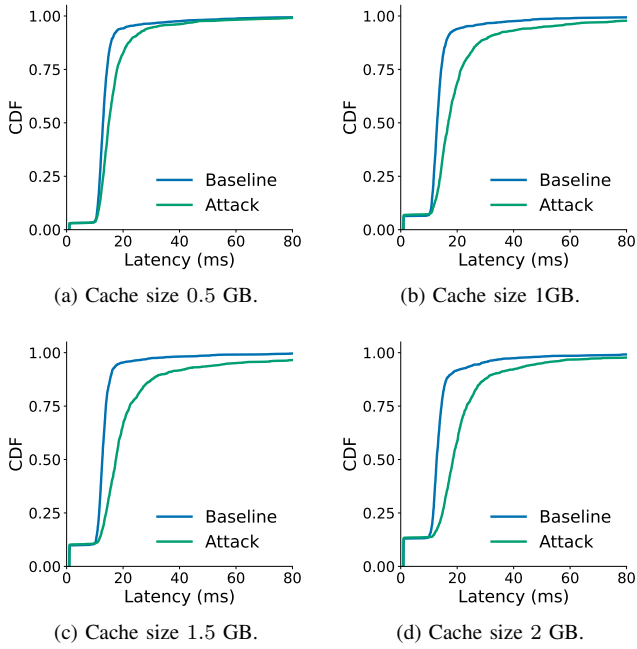 1.00
0.75
0.50
0.25
0.00
CDF
Baseline
Attack
0 20 40 60 80
Latency (ms)
(a) Cache size 0.5 GB.
1.00
0.75
0.50
0.25
0.00
CDF
Baseline
Attack
0 20 40 60 80
Latency (ms)
(b) Cache size 1GB.
1.00
0.75
0.50
0.25
0.00
CDF
Baseline
Attack
0 20 40 60 80
Latency (ms)
(c) Cache size 1.5 GB.
1.00
0.75
0.50
0.25
0.00
CDF
Baseline
Attack
0 20 40 60 80
Latency (ms)
(d) Cache size 2 GB.